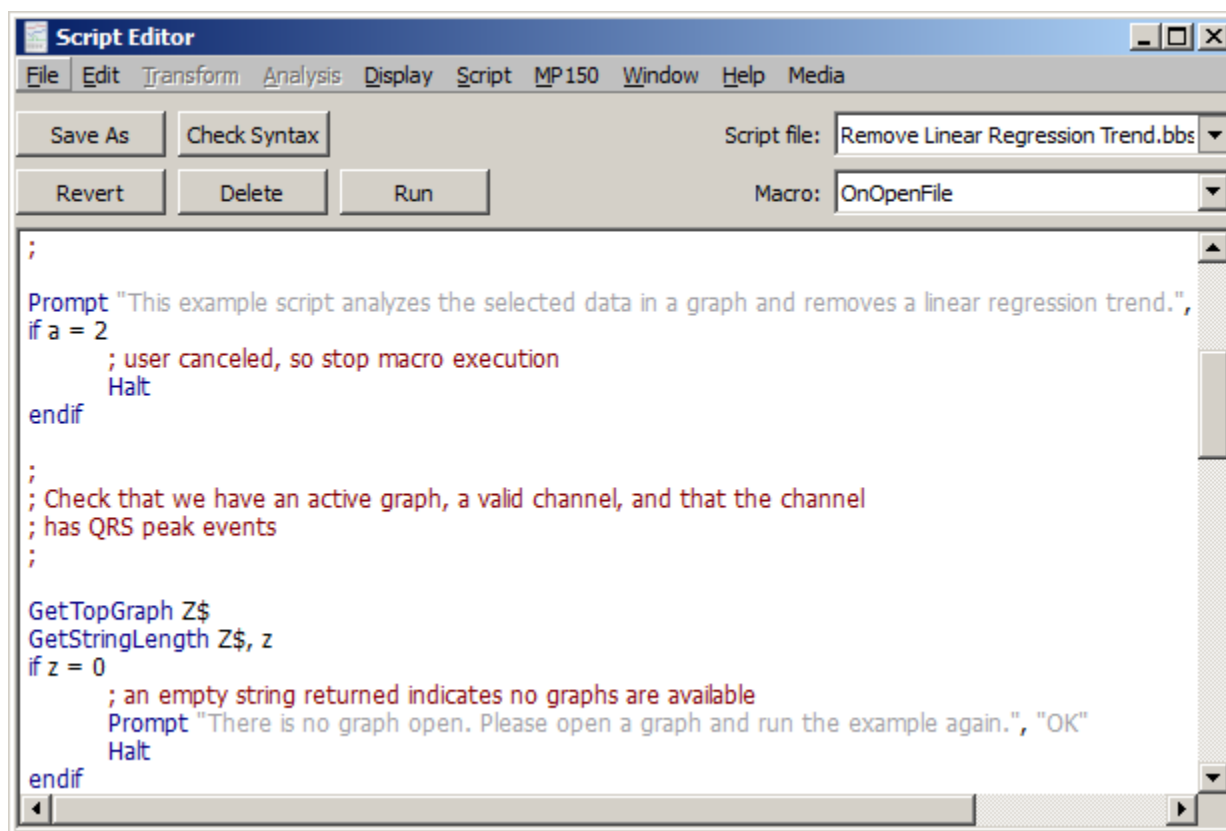 Script Editor
File Edit Transform Analysis Display Script MP150 Window Help Media
Save As Check Syntax Script file: Remove Linear Regression Trend.bbs
Revert Delete Run Macro: OnOpenFile
;
Prompt "This example script analyzes the selected data in a graph and removes a linear regression trend.",
if a = 2
; user canceled, so stop macro execution
Halt
endif
;
; Check that we have an active graph, a valid channel, and that the channel
; has QRS peak events
;
GetTopGraph Z$
GetStringLength Z$, z
if z = 0
; an empty string returned indicates no graphs are available
Prompt "There is no graph open. Please open a graph and run the example again.", "OK"
Halt
endif